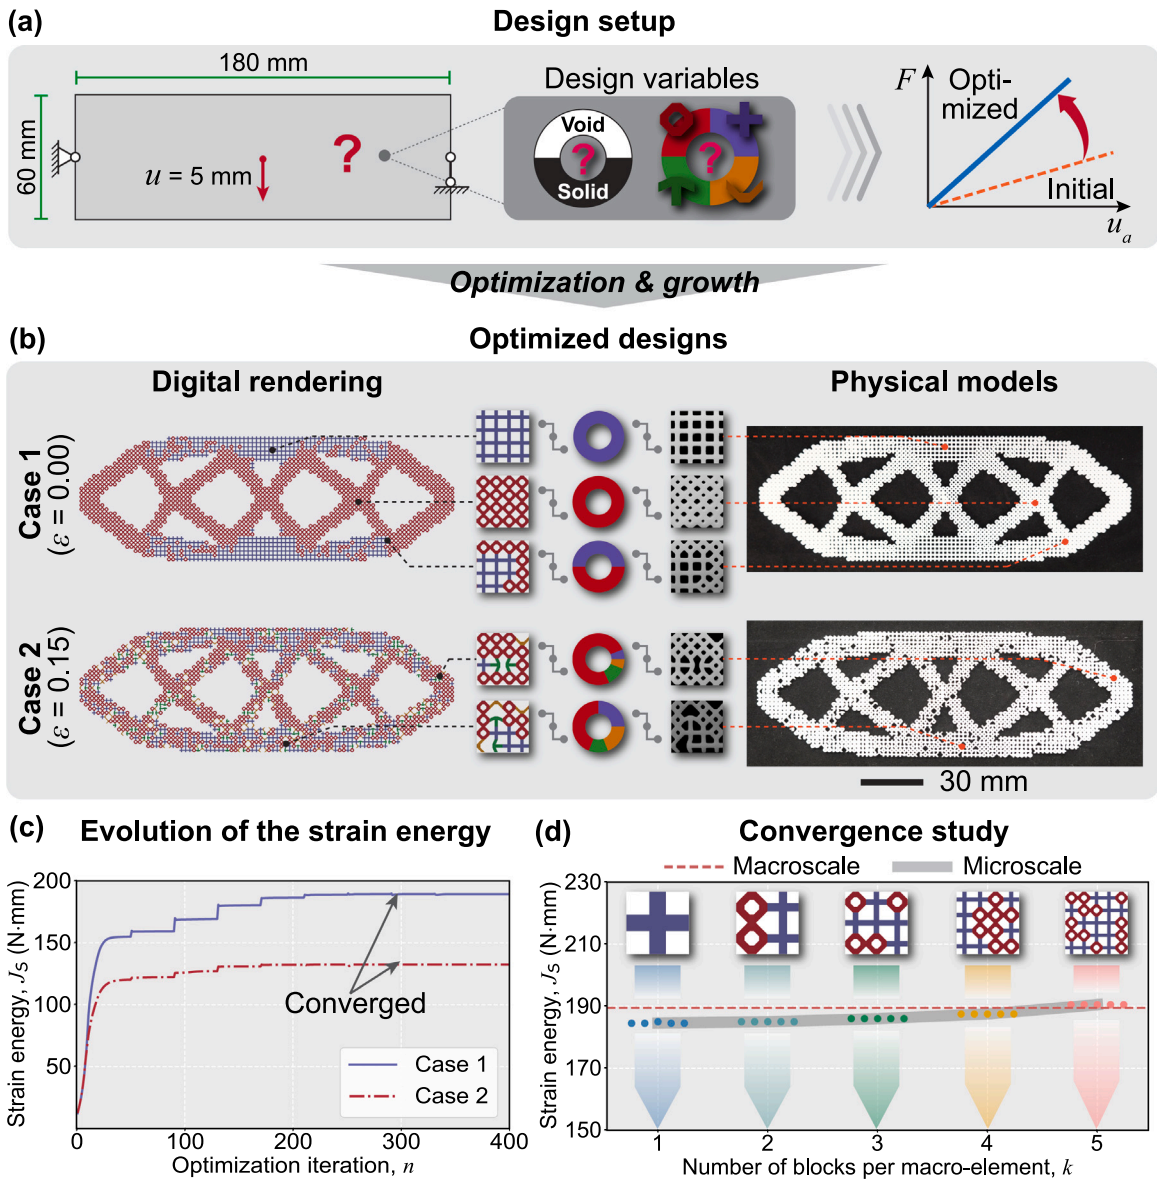 (a)
Design setup
180 mm
60 mm
u = 5 mm
?
Design variables
Void
?
Solid
?
F
Opti-
mized
Initial
u_a
Optimization & growth
(b)
Optimized designs
Digital rendering
Physical models
Case 1
(ε = 0.00)
Case 2
(ε = 0.15)
30 mm
(c)
Evolution of the strain energy
Strain energy, J_S (N·mm)
200
150
100
50
Converged
Case 1
Case 2
0
100
200
300
400
Optimization iteration, n
(d)
Convergence study
Macroscale
Microscale
Strain energy, J_S (N·mm)
230
210
190
170
150
1
2
3
4
5
Number of blocks per macro-element, k